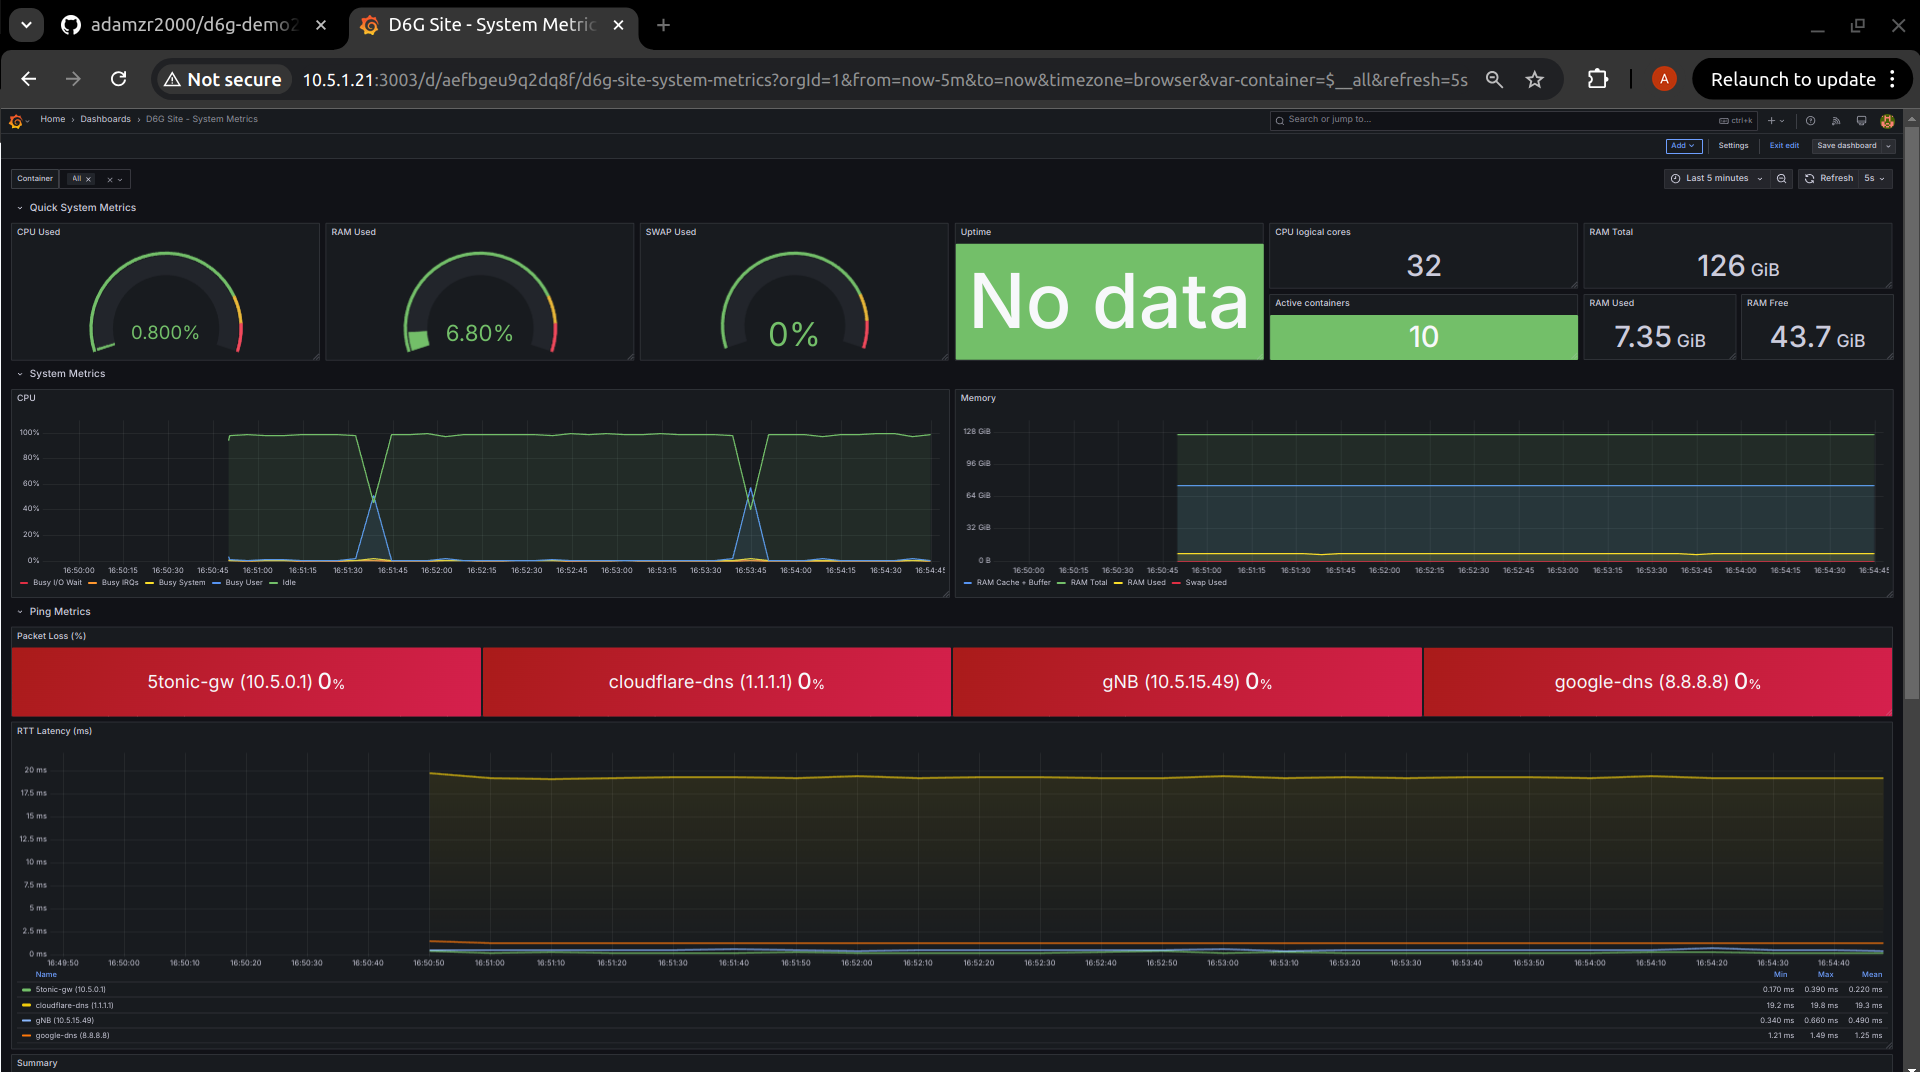 adamzr2000/d6g-demo2
D6G Site - System Metric
Not secure
10.5.1.21:3003/d/aefbgeu9q2dq8f/d6g-site-system-metrics?orgId=1&from=now-5m&to=now&timezone=browser&var-container=$__all&refresh=5s
A
Relaunch to update
Home › Dashboards › D6G Site - System Metrics
Search or jump to...
ctrl+k
Add
Settings
Exit edit
Save dashboard
Container
All
Last 5 minutes
Refresh
5s
Quick System Metrics
CPU Used
0.800%
RAM Used
6.80%
SWAP Used
0%
Uptime
No data
CPU logical cores
32
RAM Total
126 GiB
Active containers
10
RAM Used
7.35 GiB
RAM Free
43.7 GiB
System Metrics
CPU
100%
80%
60%
40%
20%
0%
16:50:00 16:50:15 16:50:30 16:50:45 16:51:00 16:51:15 16:51:30 16:51:45 16:52:00 16:52:15 16:52:30 16:52:45 16:53:00 16:53:15 16:53:30 16:53:45 16:54:00 16:54:15 16:54:30 16:54:45
Busy I/O Wait Busy IRQs Busy System Busy User Idle
Memory
128 GiB
96 GiB
64 GiB
32 GiB
0 B
16:50:00 16:50:15 16:50:30 16:50:45 16:51:00 16:51:15 16:51:30 16:51:45 16:52:00 16:52:15 16:52:30 16:52:45 16:53:00 16:53:15 16:53:30 16:53:45 16:54:00 16:54:15 16:54:30 16:54:45
RAM Cache + Buffer RAM Total RAM Used Swap Used
Ping Metrics
Packet Loss (%)
5tonic-gw (10.5.0.1) 0%
cloudflare-dns (1.1.1.1) 0%
gNB (10.5.15.49) 0%
google-dns (8.8.8.8) 0%
RTT Latency (ms)
20 ms
17.5 ms
15 ms
12.5 ms
10 ms
7.5 ms
5 ms
2.5 ms
0 ms
16:49:50 16:50:00 16:50:10 16:50:20 16:50:30 16:50:40 16:50:50 16:51:00 16:51:10 16:51:20 16:51:30 16:51:40 16:51:50 16:52:00 16:52:10 16:52:20 16:52:30 16:52:40 16:52:50 16:53:00 16:53:10 16:53:20 16:53:30 16:53:40 16:53:50 16:54:00 16:54:10 16:54:20 16:54:30 16:54:40
Name Min Max Mean
5tonic-gw (10.5.0.1) 0.170 ms 0.390 ms 0.220 ms
cloudflare-dns (1.1.1.1) 19.2 ms 19.8 ms 19.3 ms
gNB (10.5.15.49) 0.340 ms 0.660 ms 0.490 ms
google-dns (8.8.8.8) 1.21 ms 1.49 ms 1.25 ms
Summary